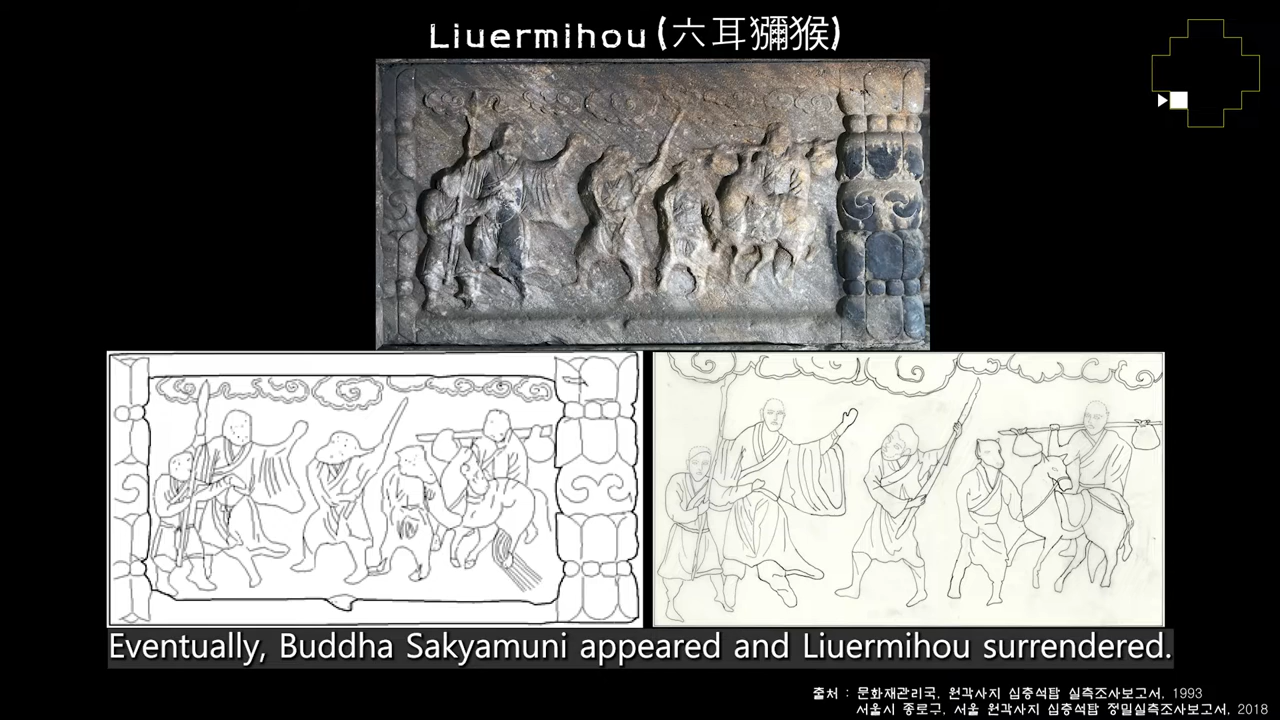 Liuermihou(六耳獼猴)
Eventually, Buddha Sakyamuni appeared and Liuermihou surrendered.
출처 : 문화재관리국, 원각사지 십층석탑 실측조사보고서, 1993
서울시 종로구, 서울 원각사지 십층석탑 정밀실측조사보고서, 2018